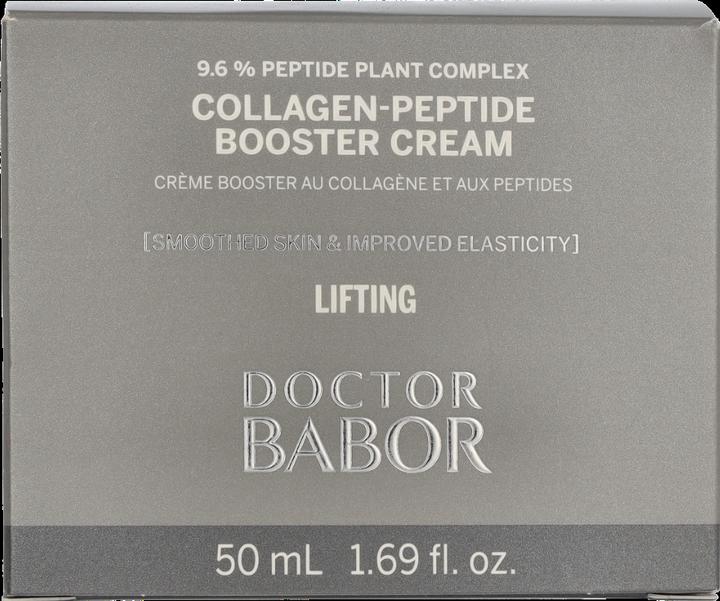 9.6 % PEPTIDE PLANT COMPLEX
COLLAGEN-PEPTIDE
BOOSTER CREAM
CRÈME BOOSTER AU COLLAGÈNE ET AUX PEPTIDES
[SMOOTHED SKIN & IMPROVED ELASTICITY]
LIFTING
DOCTOR
BABOR
50 mL 1.69 fl. oz.